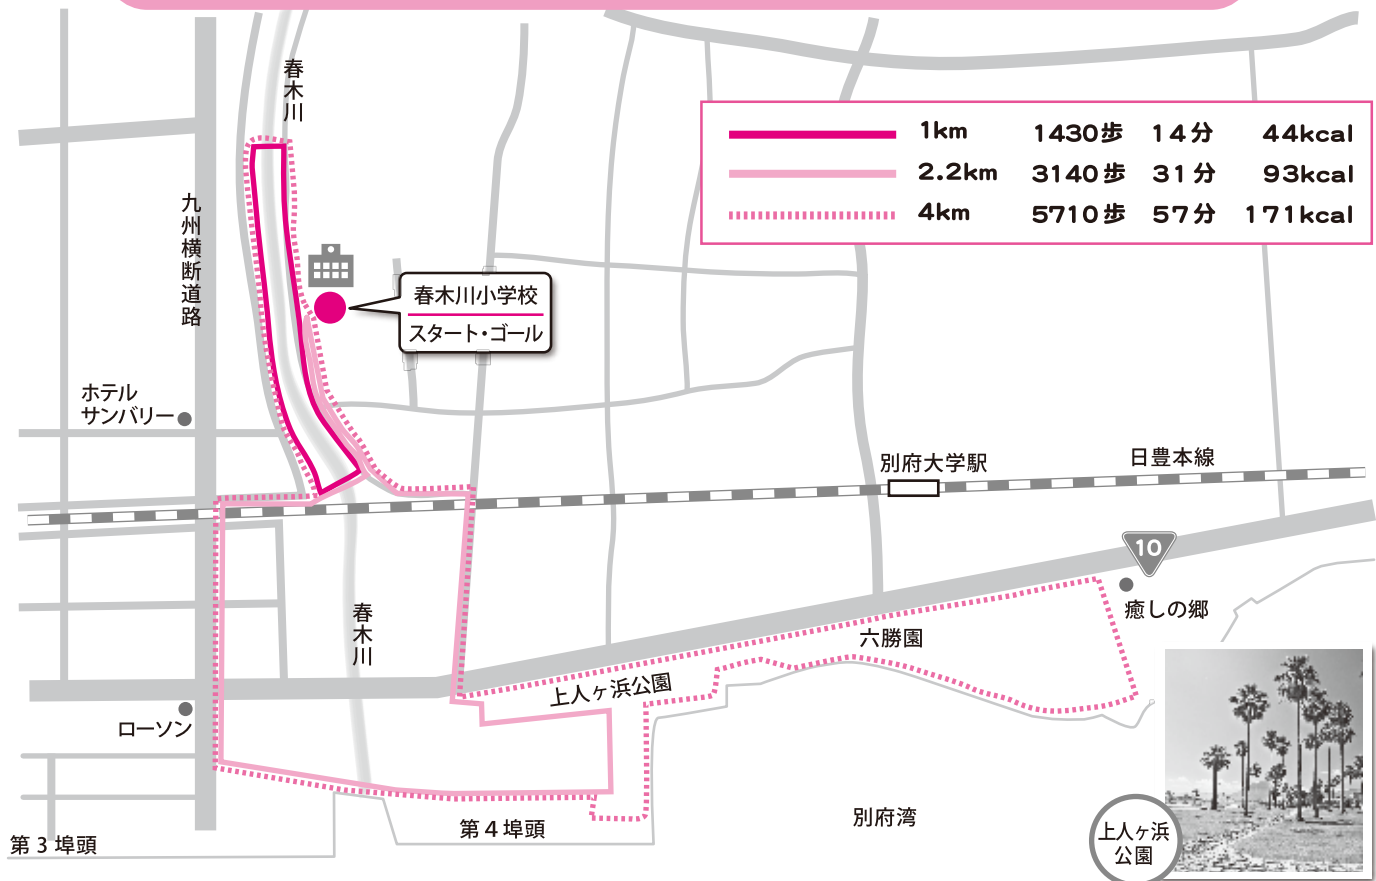 春木川
1km 1430歩 14分 44kcal
2.2km 3140歩 31分 93kcal
4km 5710歩 57分 171kcal
九州横断道路
春木川小学校
スタート・ゴール
ホテル
サンバリー
別府大学駅
日豊本線
10
癒しの郷
春木川
六勝園
上人ヶ浜公園
ローソン
別府湾
第4埠頭
第3埠頭
上人ヶ浜
公園